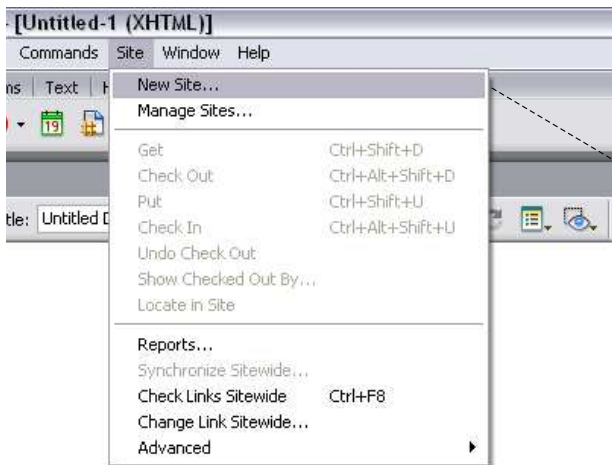 [Untitled-1 (XHTML)]
Commands Site Window Help
ns Text
New Site...
Manage Sites...
19
Get Ctrl+Shift+D
Check Out Ctrl+Alt+Shift+D
Put Ctrl+Shift+U
tle: Untitled D
Check In Ctrl+Alt+Shift+U
Undo Check Out
Show Checked Out By...
Locate in Site
Reports...
Synchronize Sitewide...
Check Links Sitewide Ctrl+F8
Change Link Sitewide...
Advanced